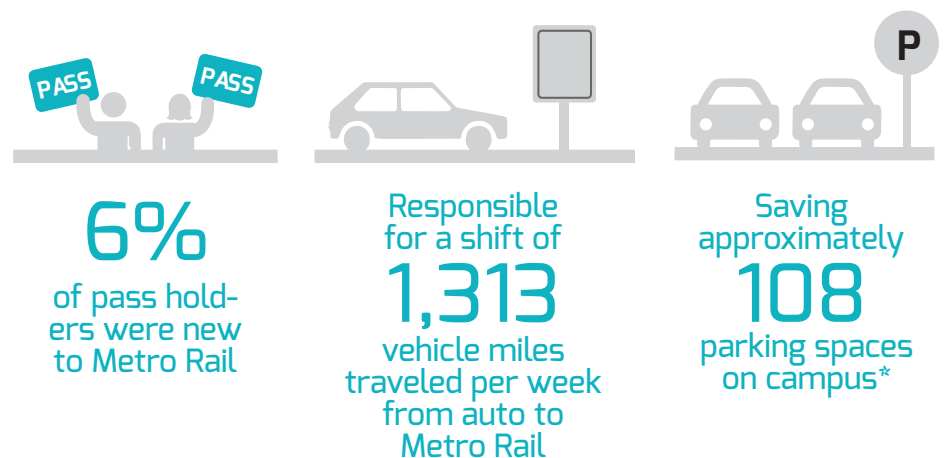 PASS
PASS
P
6%
of pass hold-
ers were new
to Metro Rail
Responsible
for a shift of
1,313
vehicle miles
traveled per week
from auto to
Metro Rail
Saving
approximately
108
parking spaces
on campus*